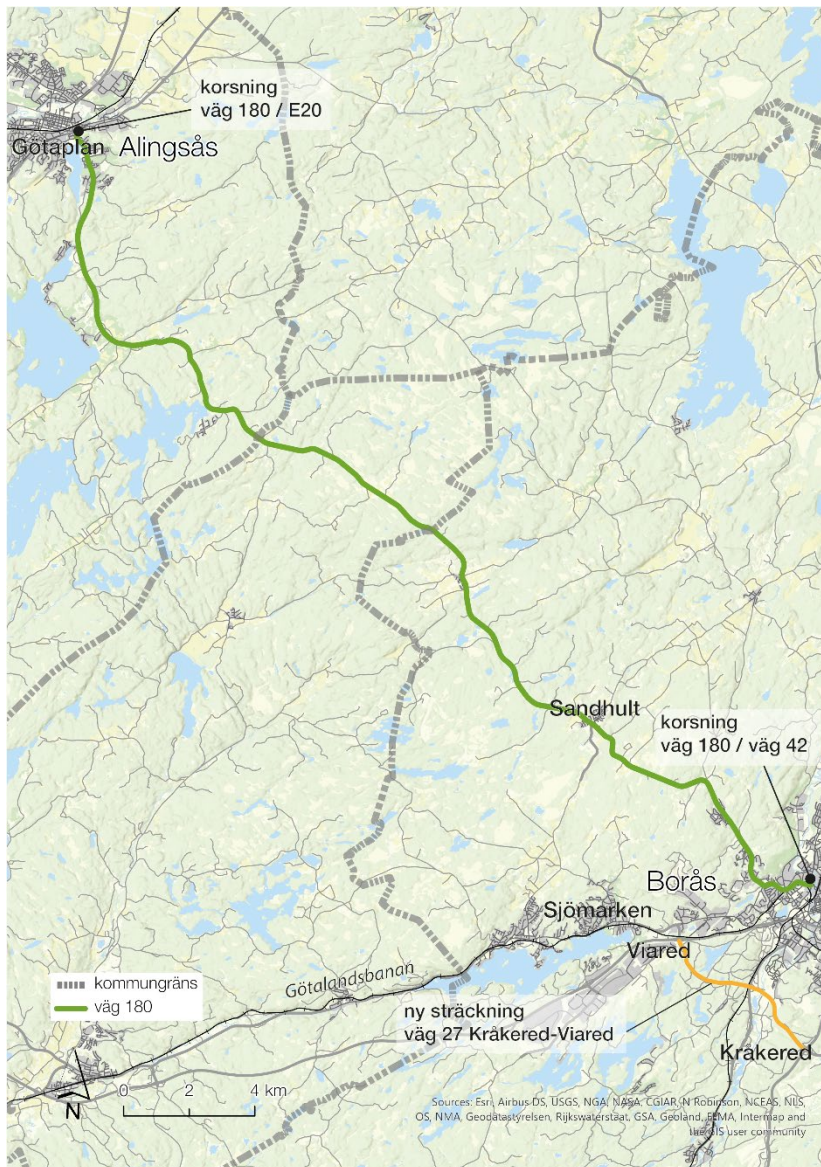 korsning
väg 180 / E20
Götaplan
Alingsås
Sandhult
korsning
väg 180 / väg 42
Borås
Sjömarken
Viared
Götalandsbanan
kommungräns
väg 180
ny sträckning
väg 27 Kråkered-Viared
Kråkered
N
0 2 4 km
Sources: Esri, Airbus DS, USGS, NGA, NASA, CGIAR, N Robinson, NCEAS, NLS,
OS, NMA, Geodatastyrelsen, Rijkswaterstaat, GSA, Geoland, FEMA, Intermap and
the GIS user community